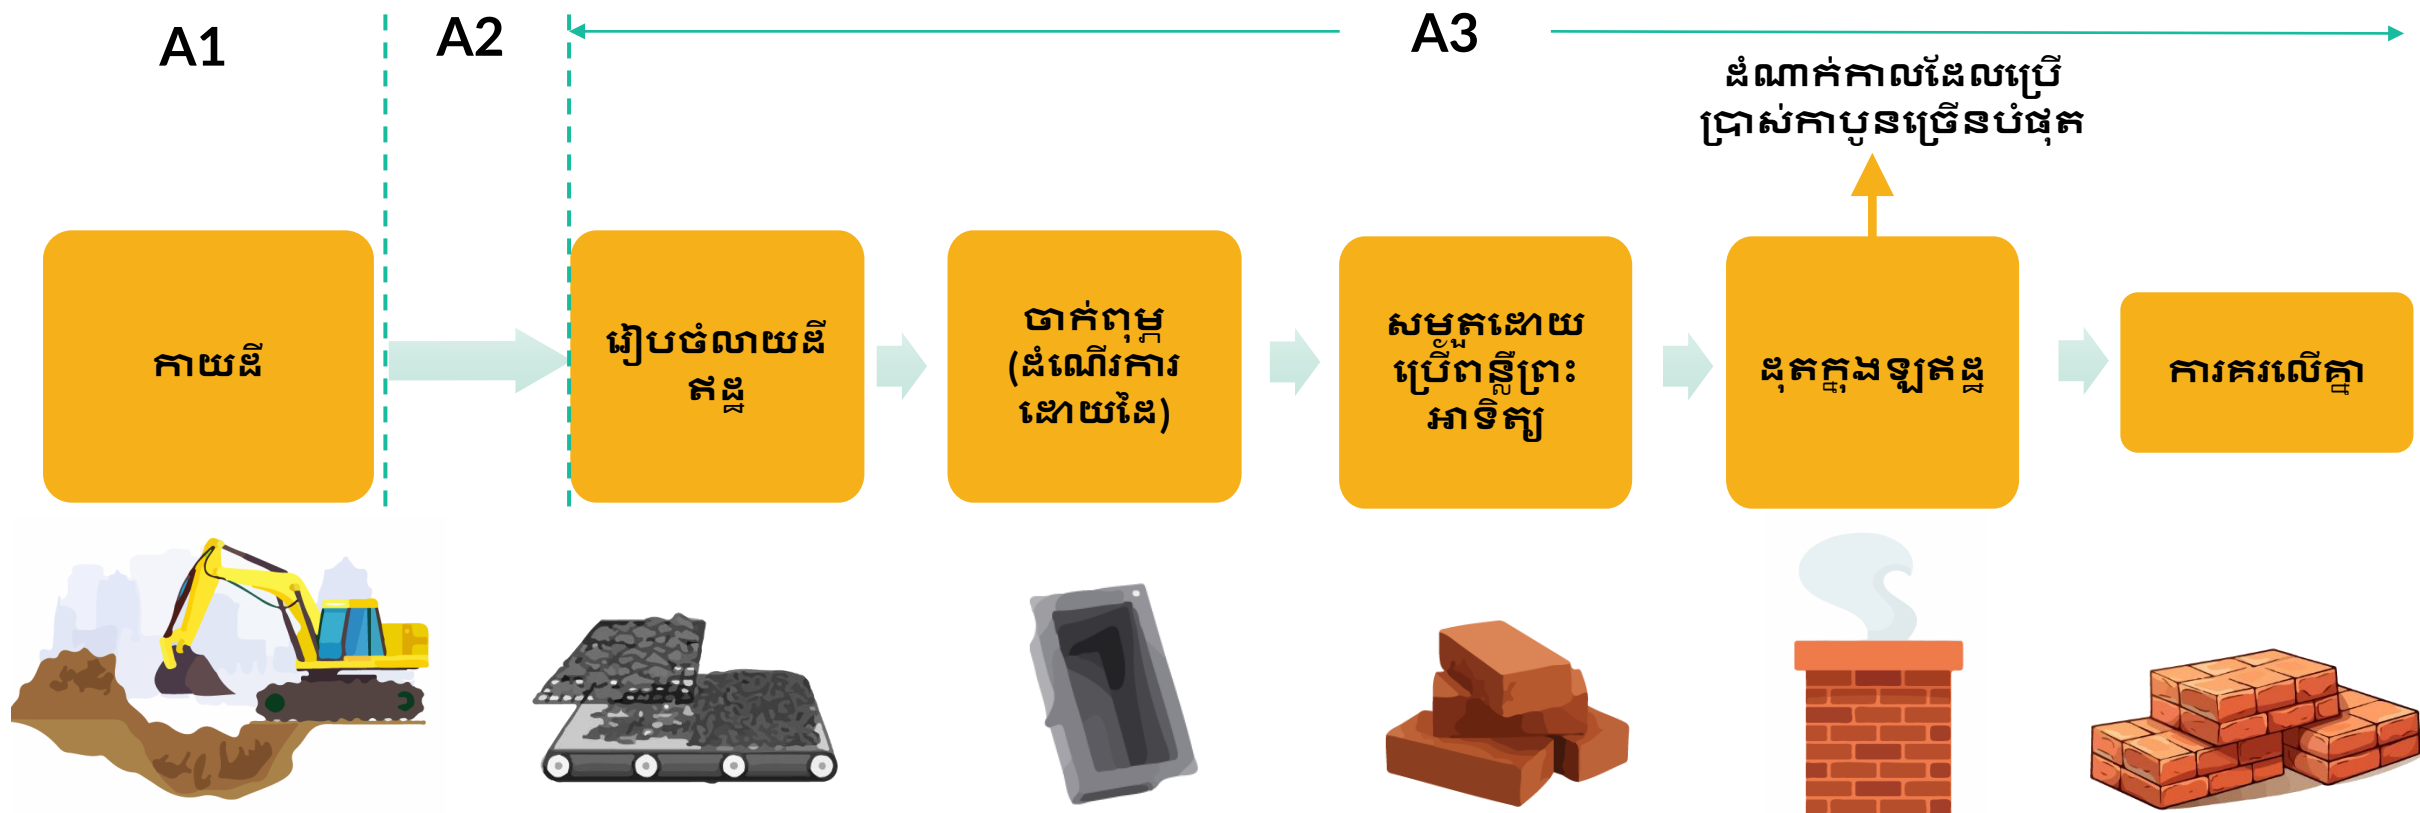 A1
A2
A3
ដំណាក់កាលដែលប្រើ
ប្រាស់កាបូនច្រើនបំផុត
កាយដី
រៀបចំលាយដី
ឥដ្ឋ
ចាក់ពុម្ភ
(ដំណើរការ
ដោយដៃ)
សម្ងួតដោយ
ប្រើពន្លឺព្រះ
អាទិត្យ
ដុតក្នុងឡឥដ្ឋ
ការគរលើគ្នា